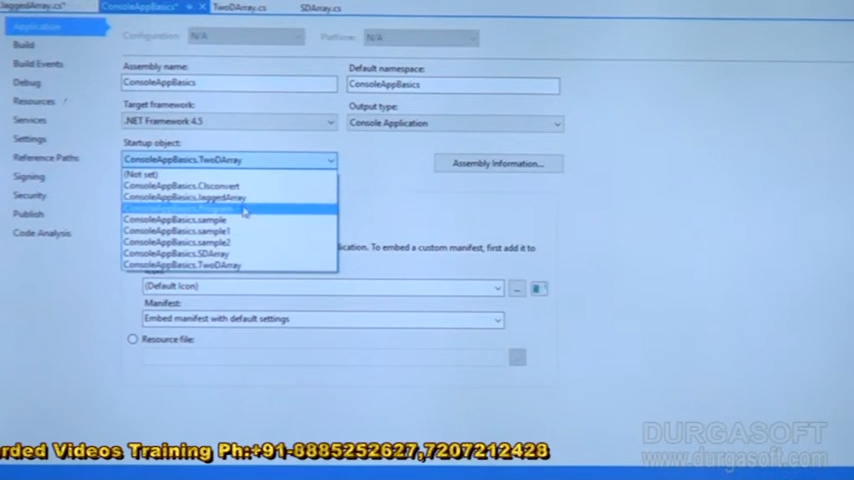 JaggedArray.cs*
ConsoleAppBasics*
TwoDArray.cs
SDArray.cs
Application
Configuration: N/A
Platform: N/A
Build
Build Events
Debug
Resources
Services
Settings
Reference Paths
Signing
Security
Publish
Code Analysis
Assembly name:
Default namespace:
ConsoleAppBasics
ConsoleAppBasics
Target framework:
Output type:
.NET Framework 4.5
Console Application
Startup object:
ConsoleAppBasics.TwoDArray
Assembly Information...
(Not set)
ConsoleAppBasics.Clsconvert
ConsoleAppBasics.JaggedArray
ConsoleAppBasics.Program
ConsoleAppBasics.sample
ConsoleAppBasics.sample1
ConsoleAppBasics.sample2
ConsoleAppBasics.SDArray
ConsoleAppBasics.TwoDArray
lication. To embed a custom manifest, first add it to
(Default Icon)
...
Manifest:
Embed manifest with default settings
Resource file:
...
DURGASOFT
www.durgasoft.com
rded Videos Training Ph:+91-8885252627,7207212428